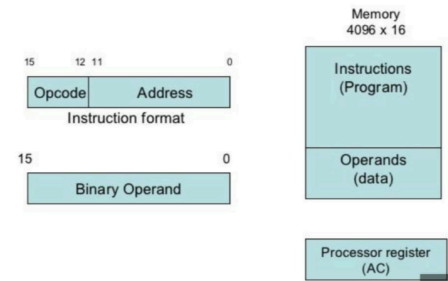 15 12 11 0
Opcode Address
Instruction format
15 0
Binary Operand
Memory
4096 x 16
Instructions
(Program)
Operands
(data)
Processor register
(AC)